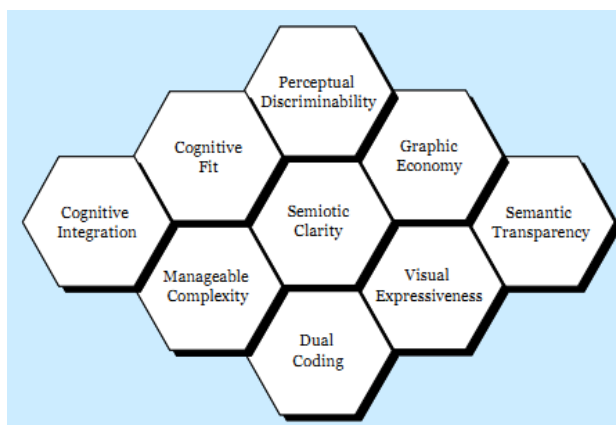 Perceptual
Discriminability
Cognitive
Fit
Graphic
Economy
Cognitive
Integration
Semiotic
Clarity
Semantic
Transparency
Manageable
Complexity
Visual
Expressiveness
Dual
Coding